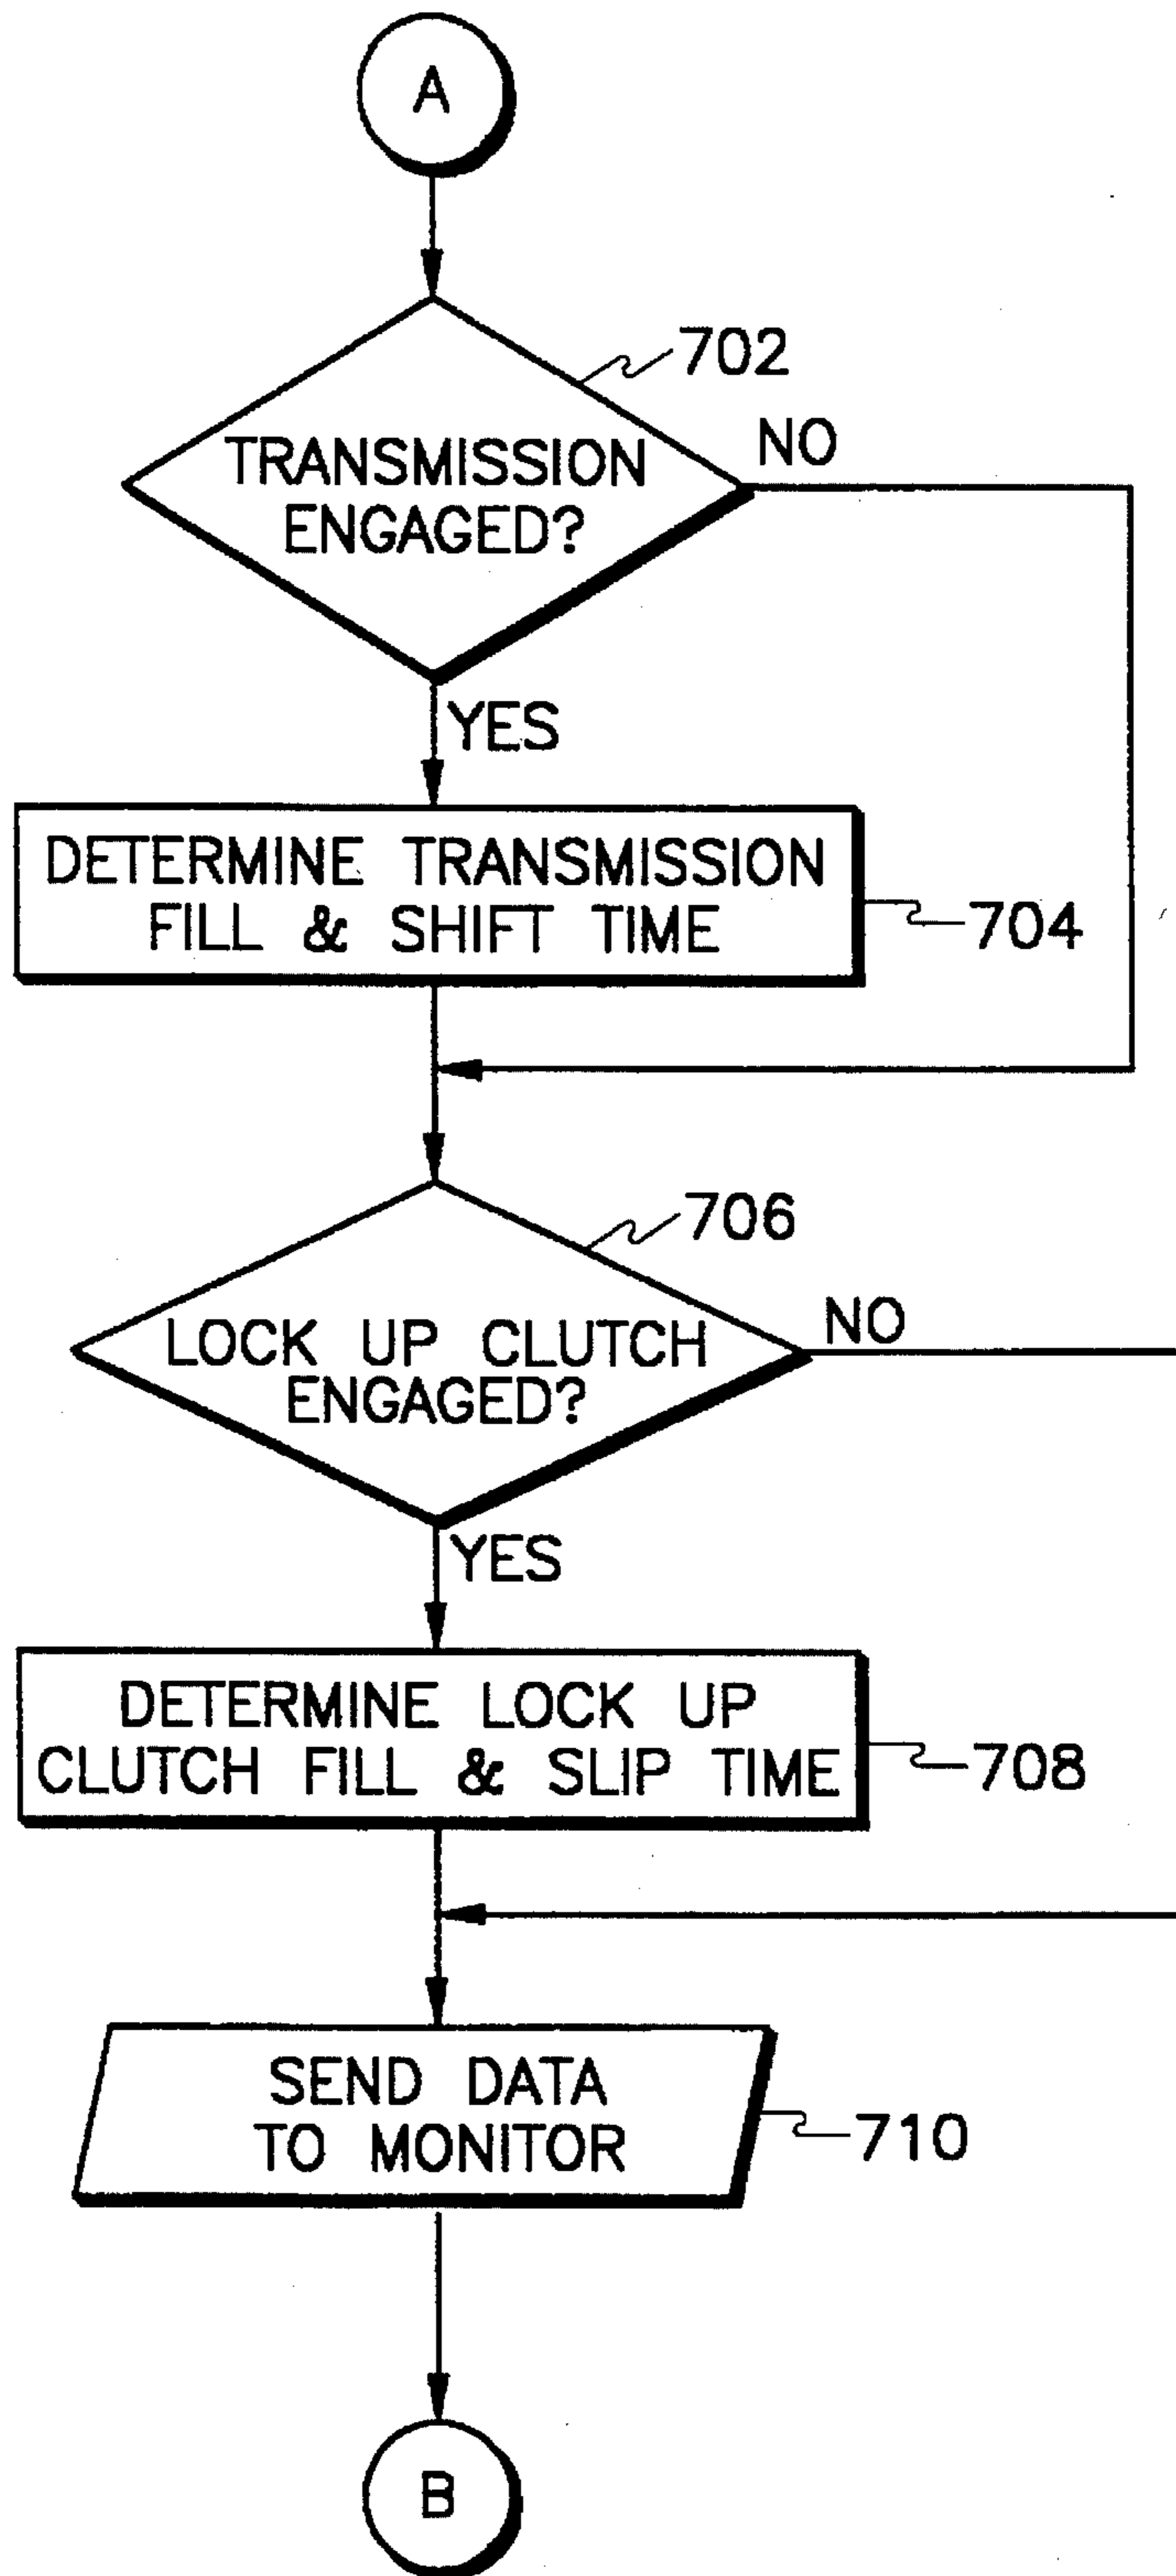 A
702
TRANSMISSION
ENGAGED?
NO
YES
DETERMINE TRANSMISSION
FILL & SHIFT TIME
704
706
LOCK UP CLUTCH
ENGAGED?
NO
YES
DETERMINE LOCK UP
CLUTCH FILL & SLIP TIME
708
SEND DATA
TO MONITOR
710
B